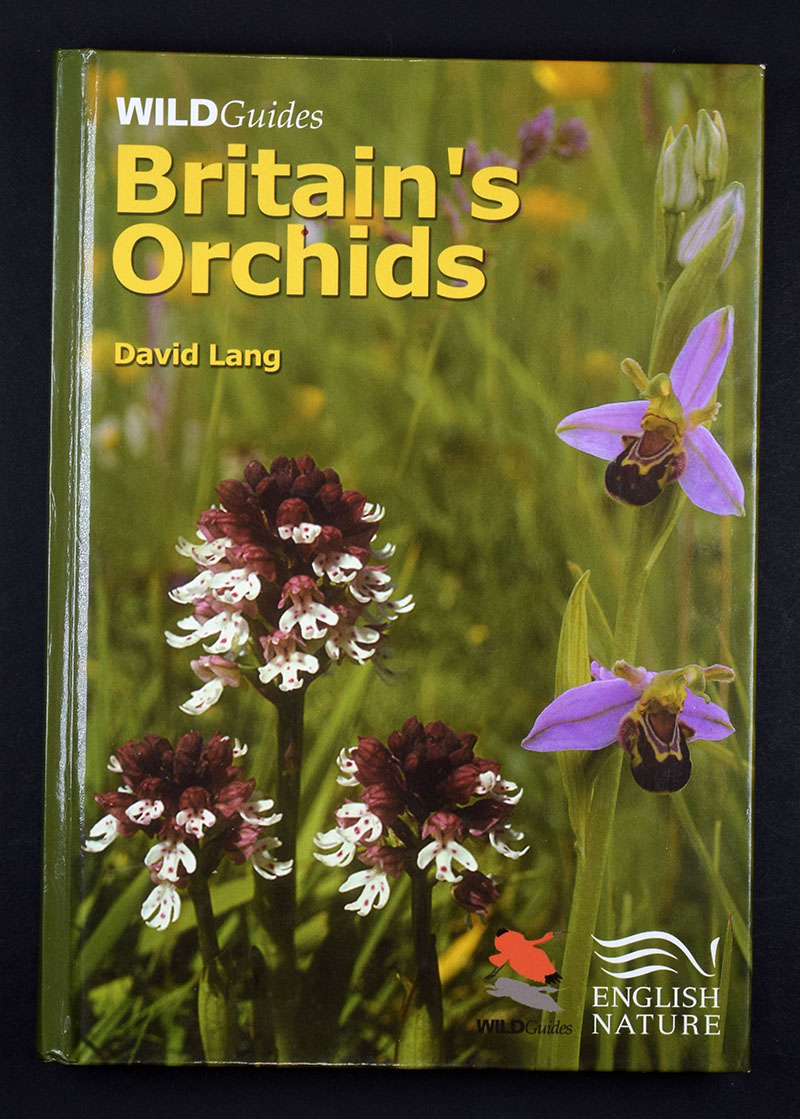 WILDGuides
Britain's
Orchids
David Lang
WILDGuides
ENGLISH
NATURE